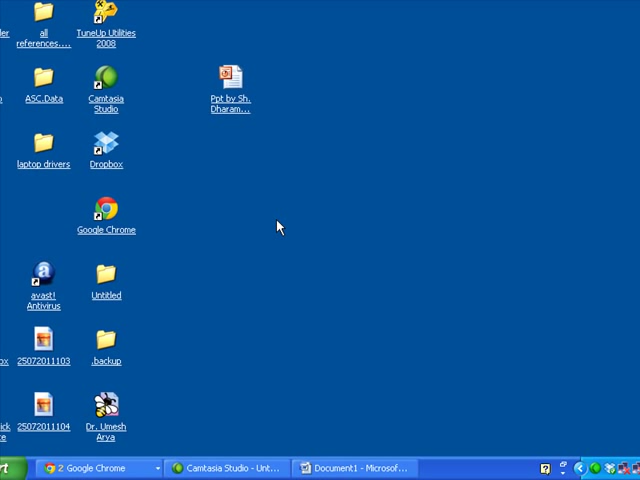 all
references....
TuneUp Utilities
2008
ASC.Data
Camtasia
Studio
Ppt by Sh.
Dharam...
laptop drivers
Dropbox
Google Chrome
avast!
Antivirus
Untitled
25072011103
.backup
25072011104
Dr. Umesh
Arya
2 Google Chrome
Camtasia Studio - Unt...
Document1 - Microsof...